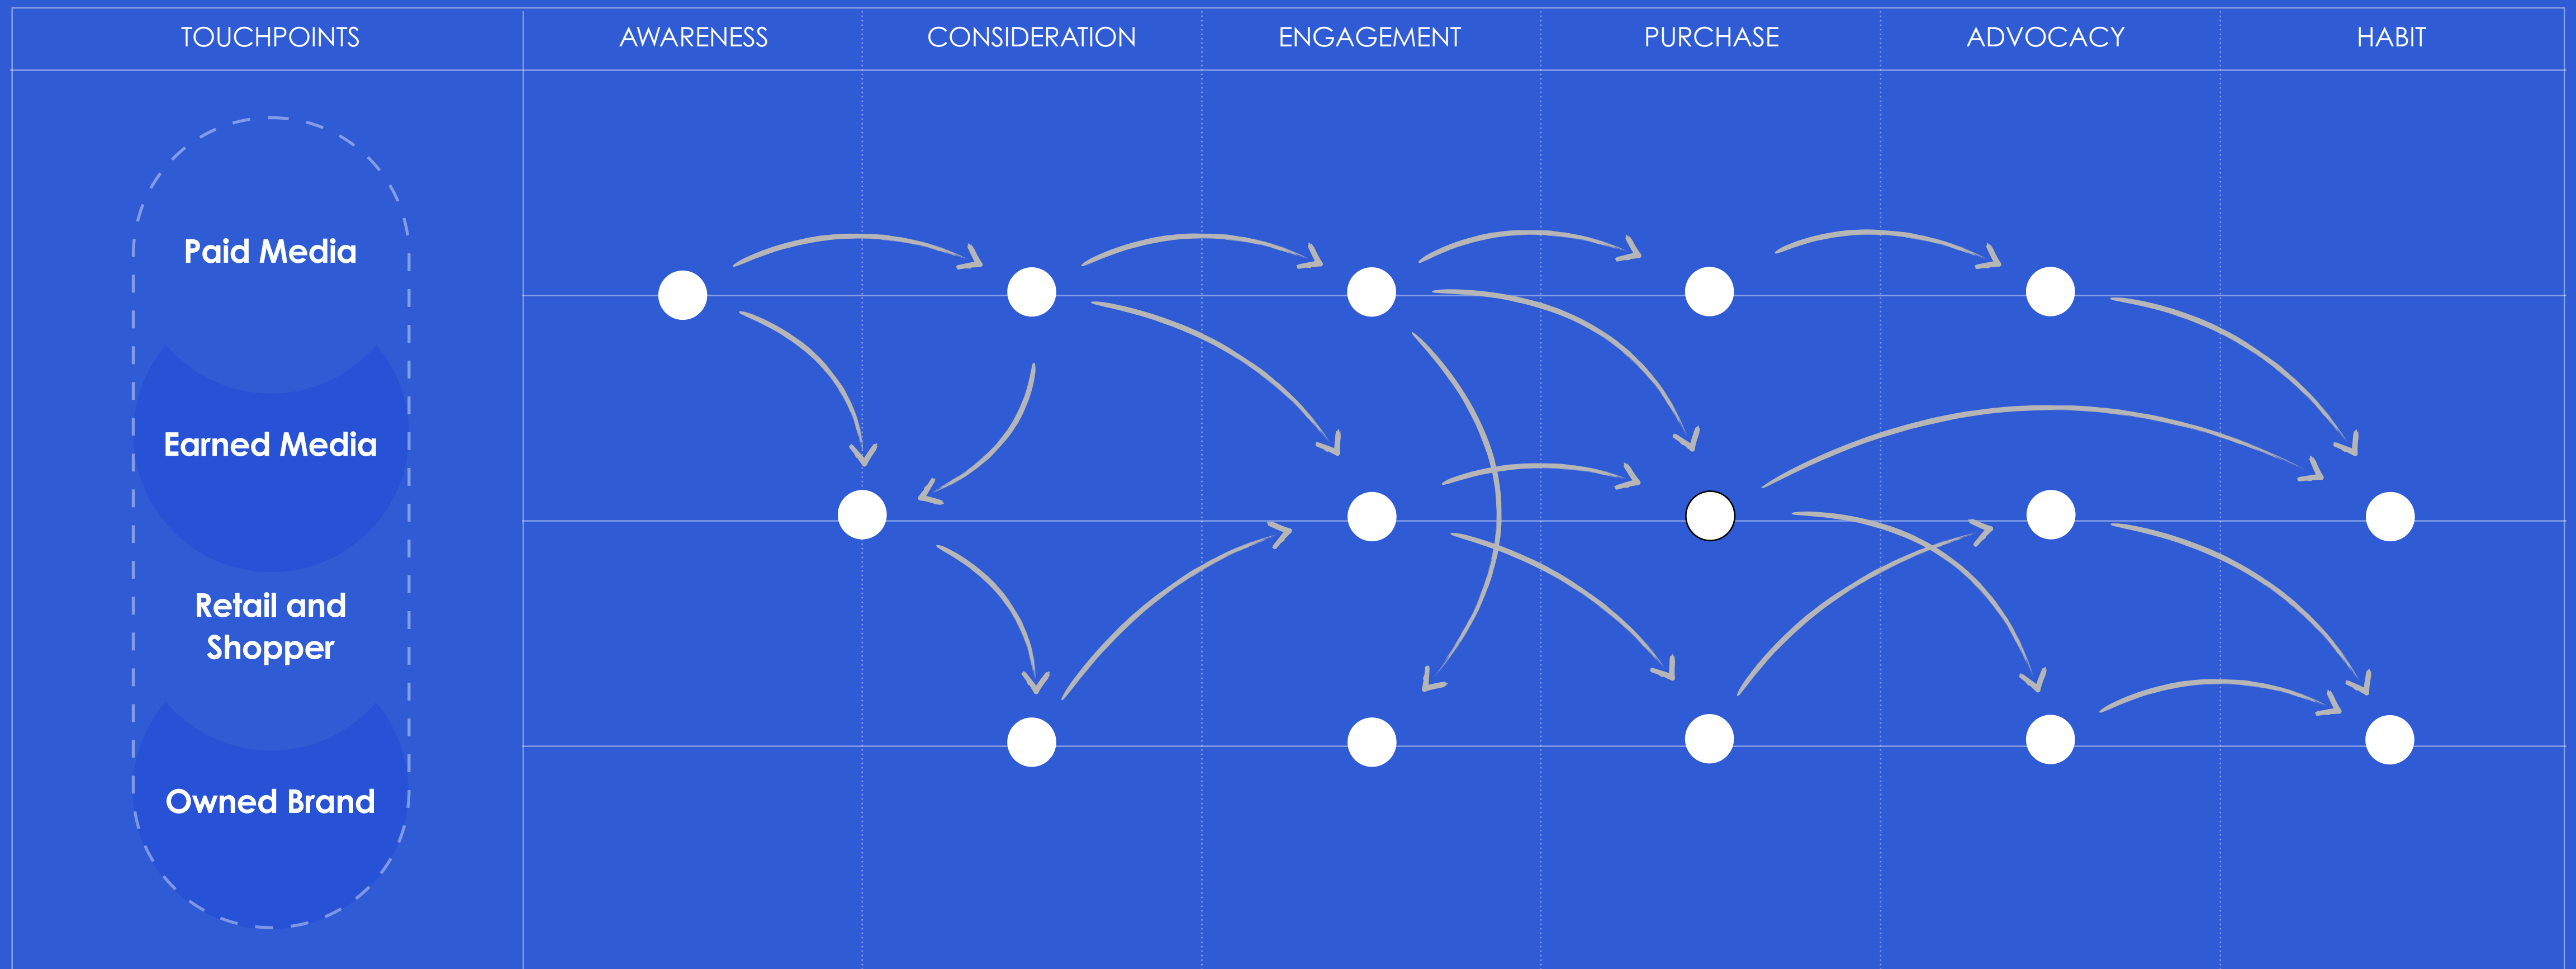 TOUCHPOINTS
AWARENESS
CONSIDERATION
ENGAGEMENT
PURCHASE
ADVOCACY
HABIT
Paid Media
Earned Media
Retail and
Shopper
Owned Brand